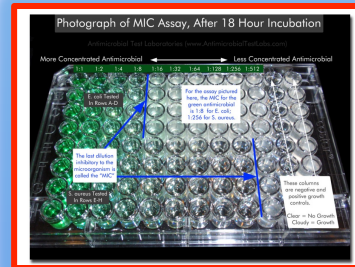 Photograph of MIC Assay, After 18 Hour Incubation
Antimicrobial Test Laboratories (www.AntimicrobialTestLabs.com)
More Concentrated Antimicrobial
Less Concentrated Antimicrobial
1:1 1:2 1:4 1:8 1:16 1:32 1:64 1:128 1:256 1:512
E. coli Tested
In Rows A-D
For the assay pictured
here, the MIC for the
green antimicrobial
is 1:8 for E. coli;
1:256 for S. aureus.
The last dilution
inhibitory to the
microorganism is
called the "MIC"
S. aureus Tested
In Rows E-H
These columns
are negative and
positive growth
controls.
Clear = No Growth
Cloudy = Growth